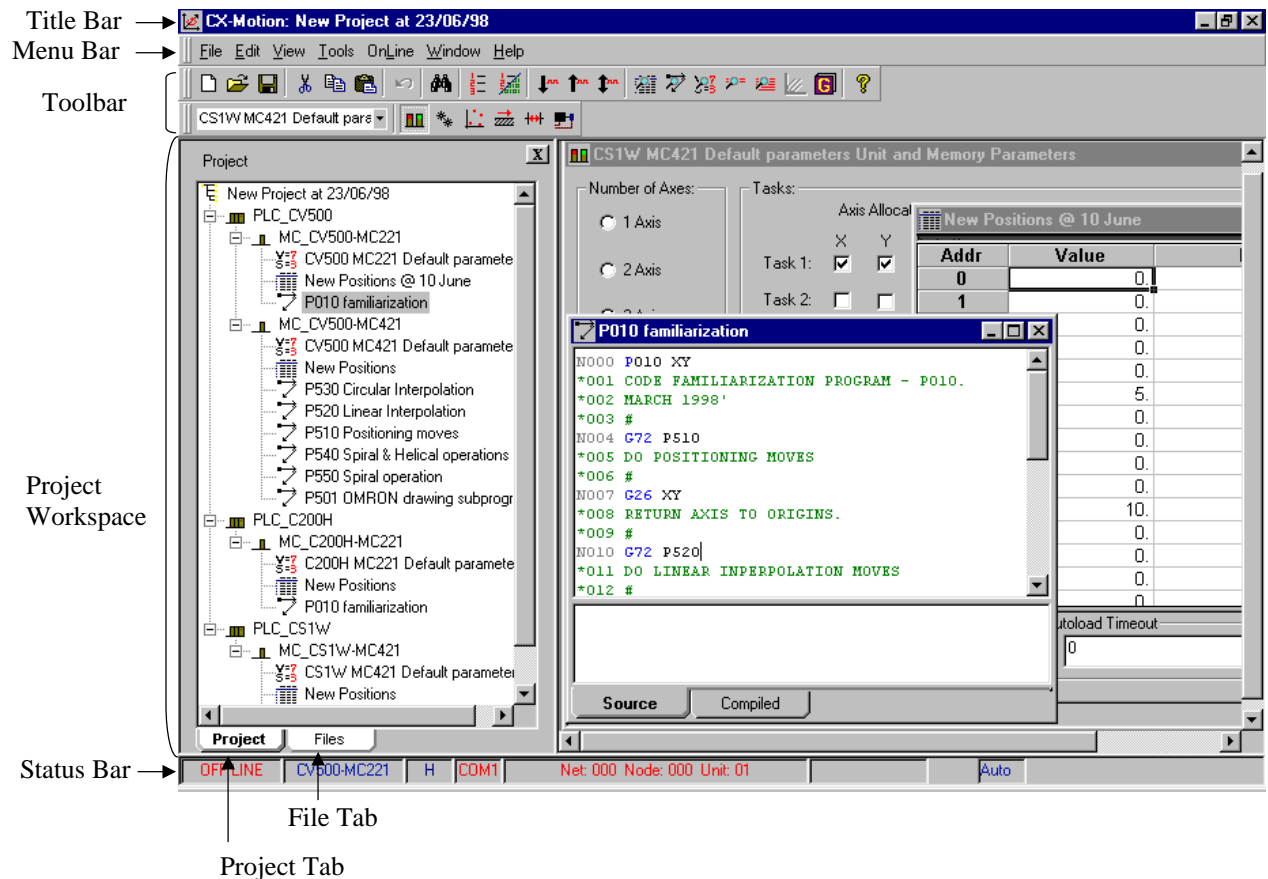 Title Bar
CX-Motion: New Project at 23/06/98
Menu Bar
File Edit View Tools OnLine Window Help
Toolbar
CS1W MC421 Default para
Project
New Project at 23/06/98
PLC_CV500
MC_CV500-MC221
CV500 MC221 Default paramete
New Positions @ 10 June
P010 familiarization
MC_CV500-MC421
CV500 MC421 Default paramete
New Positions
P530 Circular Interpolation
P520 Linear Interpolation
P510 Positioning moves
P540 Spiral & Helical operations
P550 Spiral operation
P501 OMRON drawing subprogr
PLC_C200H
MC_C200H-MC221
C200H MC221 Default paramete
New Positions
P010 familiarization
PLC_CS1W
MC_CS1W-MC421
CS1W MC421 Default parameter
New Positions
Project Files
Project
Workspace
CS1W MC421 Default parameters Unit and Memory Parameters
Number of Axes:
1 Axis
2 Axis
Tasks:
Axis Allocat
X Y
Task 1:
Task 2:
New Positions @ 10 June
Addr Value
0 0.
1 0.
0.
0.
0.
5.
0.
0.
0.
0.
10.
0.
0.
0.
0.
utoload Timeout
0
P010 familiarization
N000 P010 XY
*001 CODE FAMILIARIZATION PROGRAM - P010.
*002 MARCH 1998'
*003 #
N004 G72 P510
*005 DO POSITIONING MOVES
*006 #
N007 G26 XY
*008 RETURN AXIS TO ORIGINS.
*009 #
N010 G72 P520
*011 DO LINEAR INPERPOLATION MOVES
*012 #
Source Compiled
Status Bar
OFFLINE CV500-MC221 H COM1 Net: 000 Node: 000 Unit: 01 Auto
File Tab
Project Tab